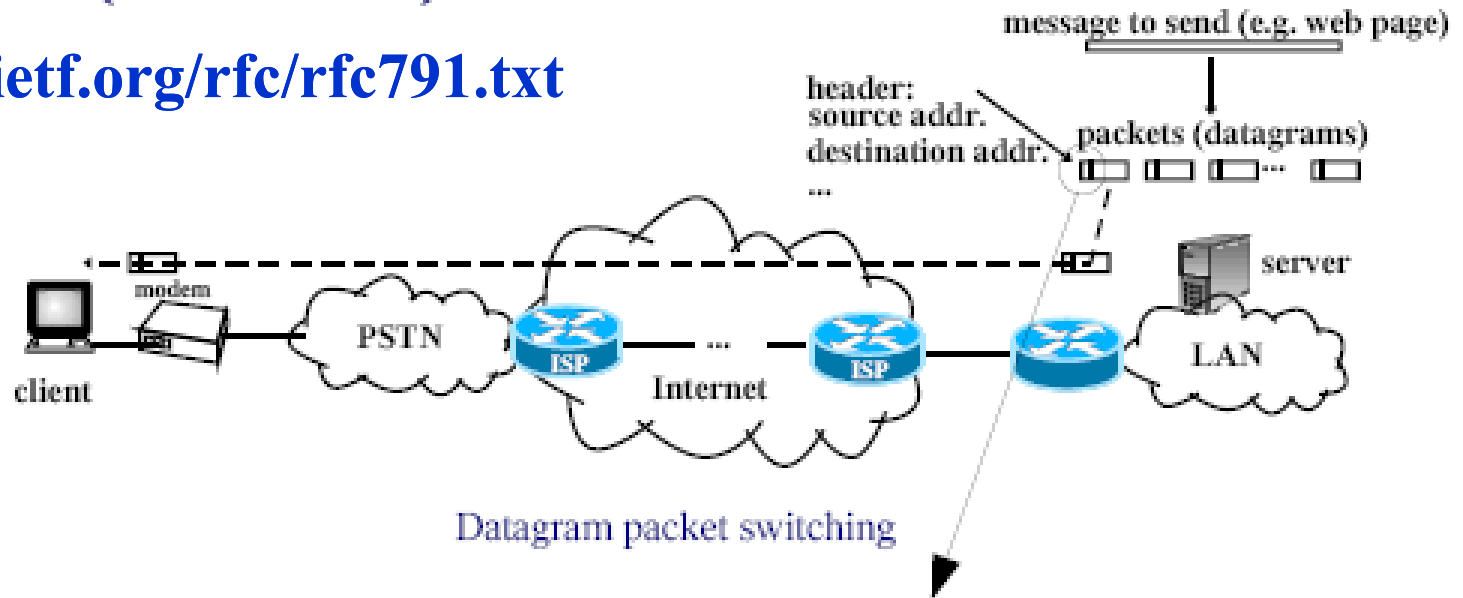 ietf.org/rfc/rfc791.txt
message to send (e.g. web page)
header:
source addr.
destination addr.
...
packets (datagrams)
...
modem
server
client
PSTN
ISP
...
Internet
ISP
LAN
Datagram packet switching